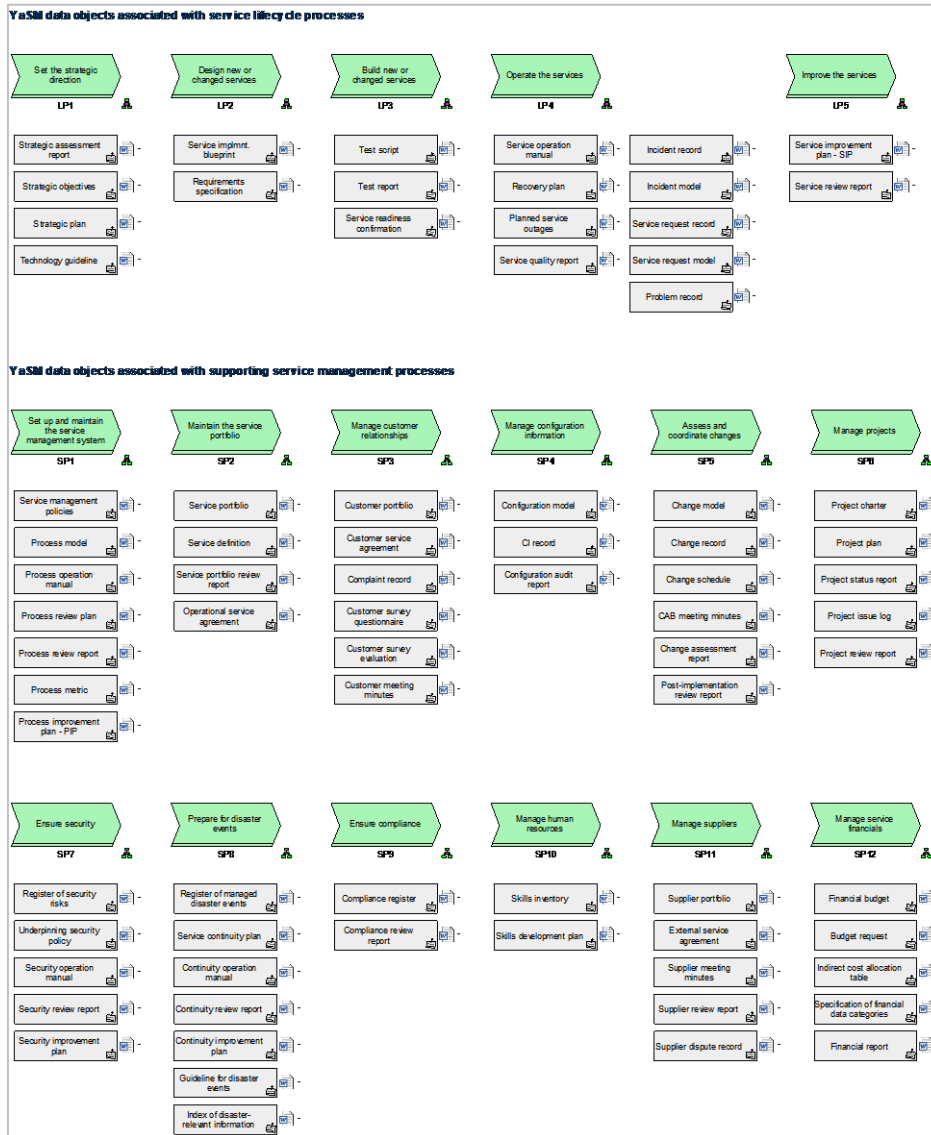 YaSM data objects associated with service lifecycle processes
Set the strategic
direction
LP1
Design new or
changed services
LP2
Build new or
changed services
LP3
Operate the services
LP4
Improve the services
LP5
Strategic assessment
report
Strategic objectives
Strategic plan
Technology guideline
Service implmnt.
blueprint
Requirements
specification
Test script
Test report
Service readiness
confirmation
Service operation
manual
Recovery plan
Planned service
outages
Service quality report
Incident record
Incident model
Service request record
Service request model
Problem record
Service improvement
plan - SIP
Service review report
YaSM data objects associated with supporting service management processes
Set up and maintain
the service
management system
SP1
Maintain the service
portfolio
SP2
Manage customer
relationships
SP3
Manage configuration
information
SP4
Assess and
coordinate changes
SP5
Manage projects
SP6
Service management
policies
Process model
Process operation
manual
Process review plan
Process review report
Process metric
Process improvement
plan - PIP
Service portfolio
Service definition
Service portfolio review
report
Operational service
agreement
Customer portfolio
Customer service
agreement
Complaint record
Customer survey
questionnaire
Customer survey
evaluation
Customer meeting
minutes
Configuration model
CI record
Configuration audit
report
Change model
Change record
Change schedule
CAB meeting minutes
Change assessment
report
Post-implementation
review report
Project charter
Project plan
Project status report
Project issue log
Project review report
Ensure security
SP7
Prepare for disaster
events
SP8
Ensure compliance
SP9
Manage human
resources
SP10
Manage suppliers
SP11
Manage service
financials
SP12
Register of security
risks
Underpinning security
policy
Security operation
manual
Security review report
Security improvement
plan
Register of managed
disaster events
Service continuity plan
Continuity operation
manual
Continuity review report
Continuity improvement
plan
Guideline for disaster
events
Index of disaster-
relevant information
Compliance register
Compliance review
report
Skills inventory
Skills development plan
Supplier portfolio
External service
agreement
Supplier meeting
minutes
Supplier review report
Supplier dispute record
Financial budget
Budget request
Indirect cost allocation
table
Specification of financial
data categories
Financial report